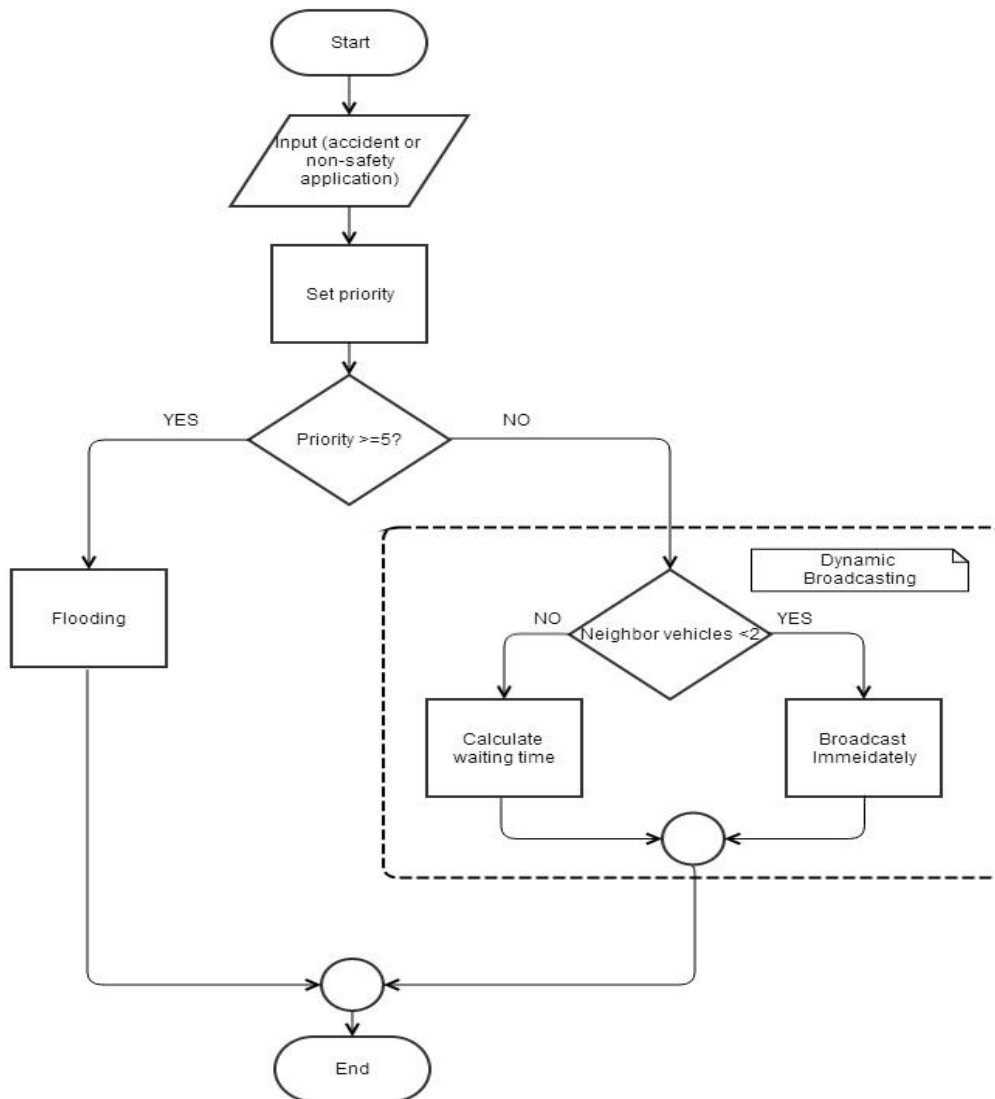 Start
Input (accident or
non-safety
application)
Set priority
YES
Priority >=5?
NO
Dynamic
Broadcasting
Flooding
NO
Neighbor vehicles <2
YES
Calculate
waiting time
Broadcast
Immeidately
End